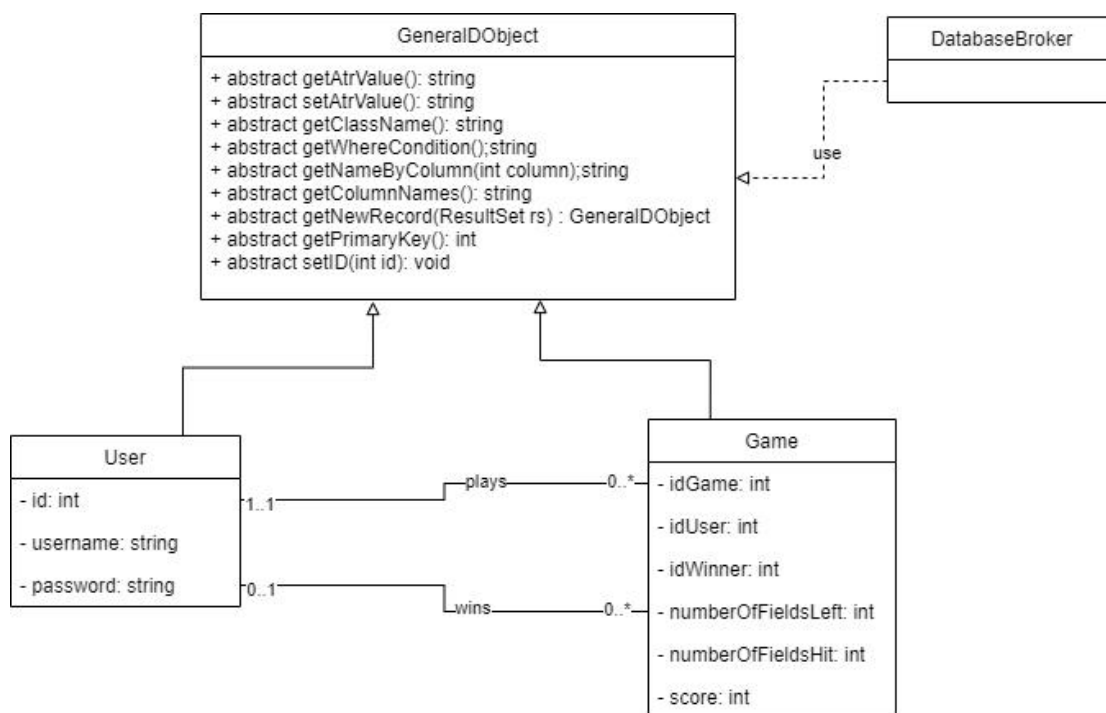 GeneralDObject
+ abstract getAtrValue(): string
+ abstract setAtrValue(): string
+ abstract getClassName(): string
+ abstract getWhereCondition();string
+ abstract getNameByColumn(int column);string
+ abstract getColumnNames(): string
+ abstract getNewRecord(ResultSet rs) : GeneralDObject
+ abstract getPrimaryKey(): int
+ abstract setID(int id): void
DatabaseBroker
use
User
- id: int
- username: string
- password: string
1..1
plays
0..*
0..1
wins
0..*
Game
- idGame: int
- idUser: int
- idWinner: int
- numberOfFieldsLeft: int
- numberOfFieldsHit: int
- score: int